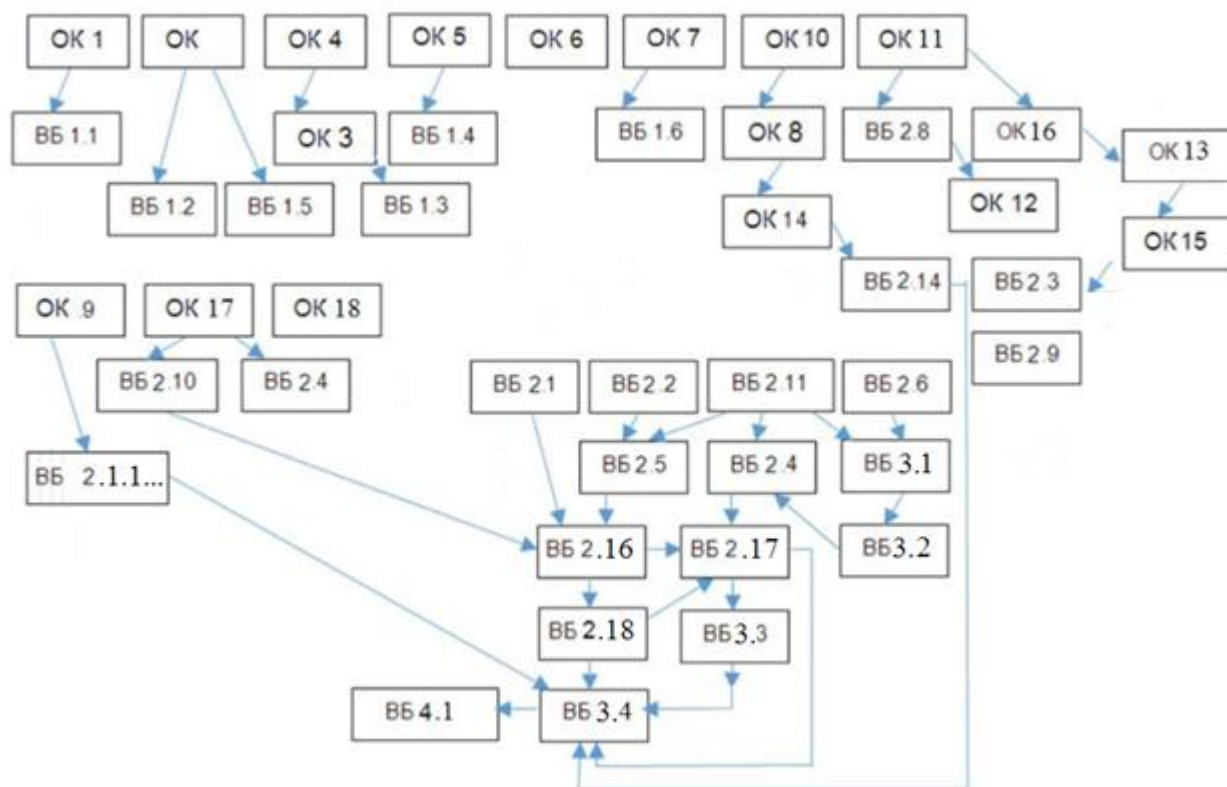 ОК 1
ОК
ОК 4
ОК 5
ОК 6
ОК 7
ОК 10
ОК 11
ВБ 1.1
ОК 3
ВБ 1.4
ВБ 1.6
ОК 8
ВБ 2.8
ОК 16
ОК 13
ВБ 1.2
ВБ 1.5
ВБ 1.3
ОК 14
ОК 12
ОК 15
ВБ 2.14
ВБ 2.3
ОК .9
ОК 17
ОК 18
ВБ 2.9
ВБ 2.10
ВБ 2.4
ВБ 2.1
ВБ 2.2
ВБ 2.11
ВБ 2.6
ВБ 2.1.1...
ВБ 2.5
ВБ 2.4
ВБ 3.1
ВБ 2.16
ВБ 2.17
ВБ 3.2
ВБ 2.18
ВБ 3.3
ВБ 4.1
ВБ 3.4